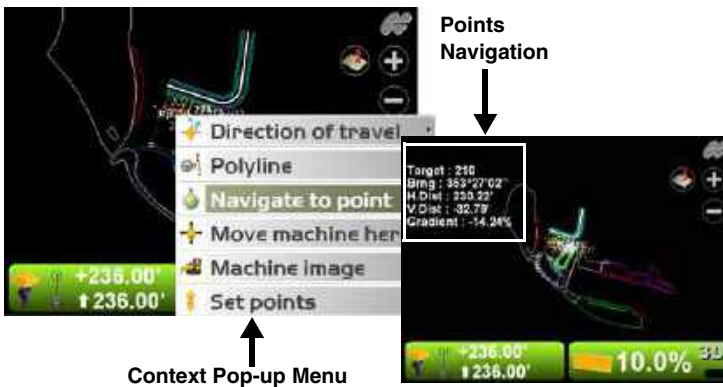 Points
Navigation
Direction of travel
Polyline
Navigate to point
Move machine her
Machine image
Set points
+236.00'
236.00'
Target : 210
Brng : 353°27'02"
H.Dist : 230.22'
V.Dist : -32.79'
Gradient : -14.24%
+236.00'
236.00'
10.0%
3D
Context Pop-up Menu